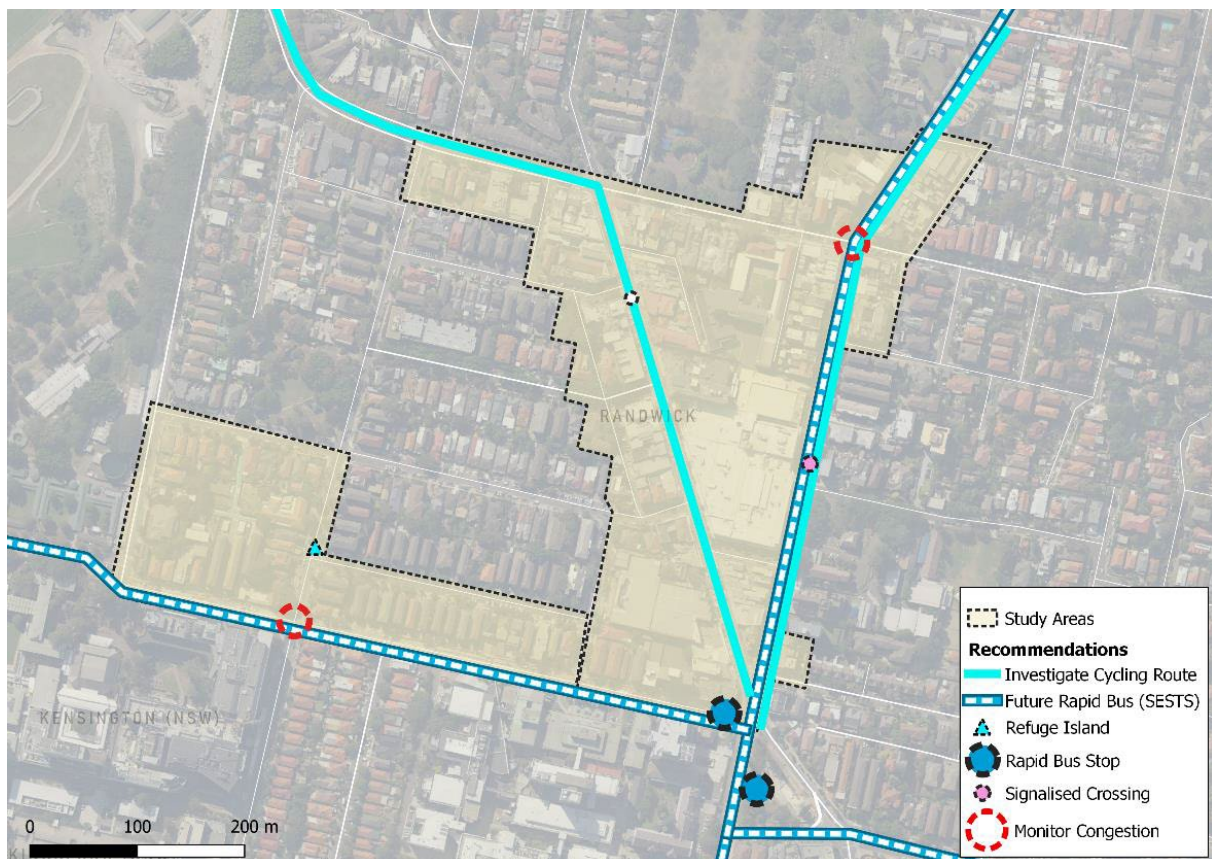 RANDWICK
KENSINGTON (NSW)
0 100 200 m
Study Areas
Recommendations
Investigate Cycling Route
Future Rapid Bus (SESTS)
Refuge Island
Rapid Bus Stop
Signalised Crossing
Monitor Congestion